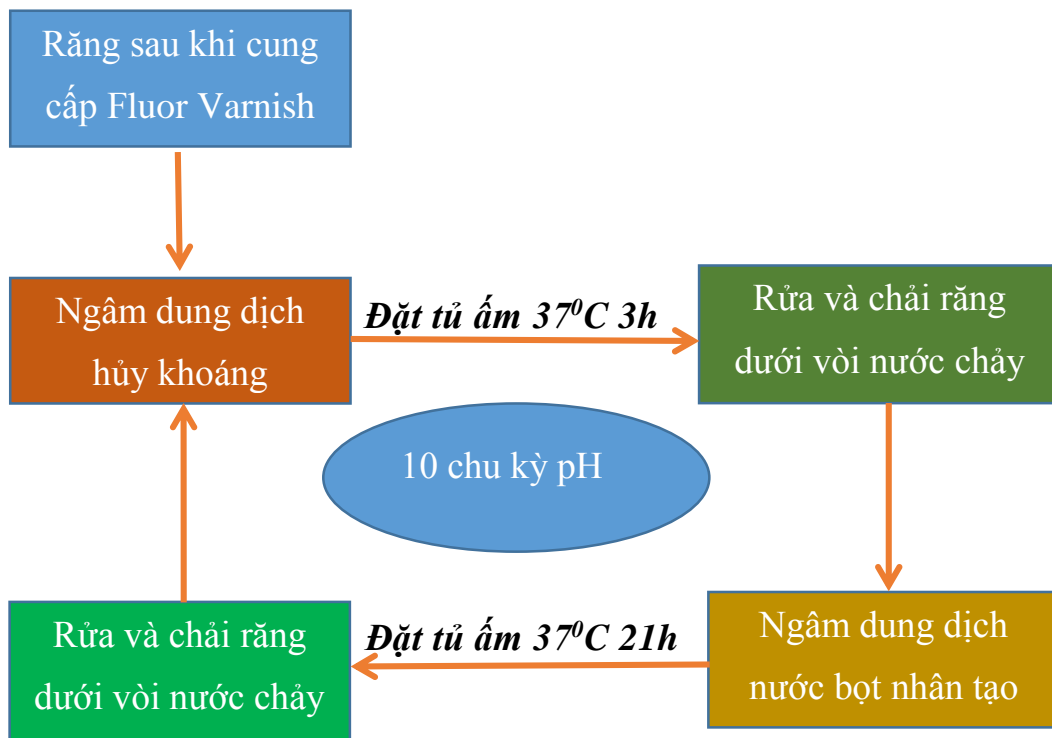 Răng sau khi cung
cấp Fluor Varnish
Ngâm dung dịch
hủy khoáng
Đặt tủ ấm 37⁰C 3h
Rửa và chải răng
dưới vòi nước chảy
10 chu kỳ pH
Rửa và chải răng
dưới vòi nước chảy
Đặt tủ ấm 37⁰C 21h
Ngâm dung dịch
nước bọt nhân tạo